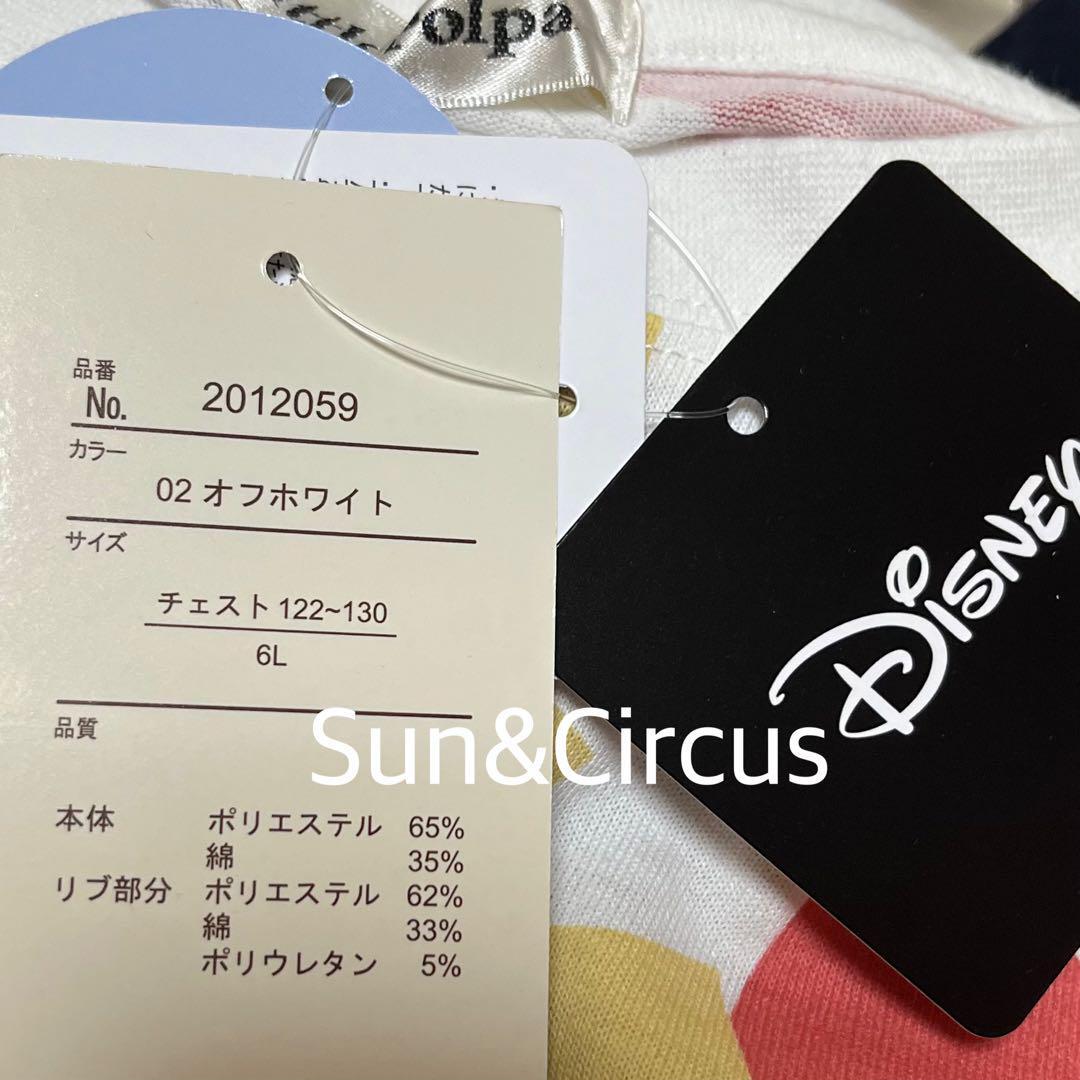 olpa
品番
No. 2012059
カラー
02 オフホワイト
サイズ
チェスト 122~130
6L
品質
Sun&Circus
本体 ポリエステル 65%
綿 35%
リブ部分 ポリエステル 62%
綿 33%
ポリウレタン 5%
DISNEY